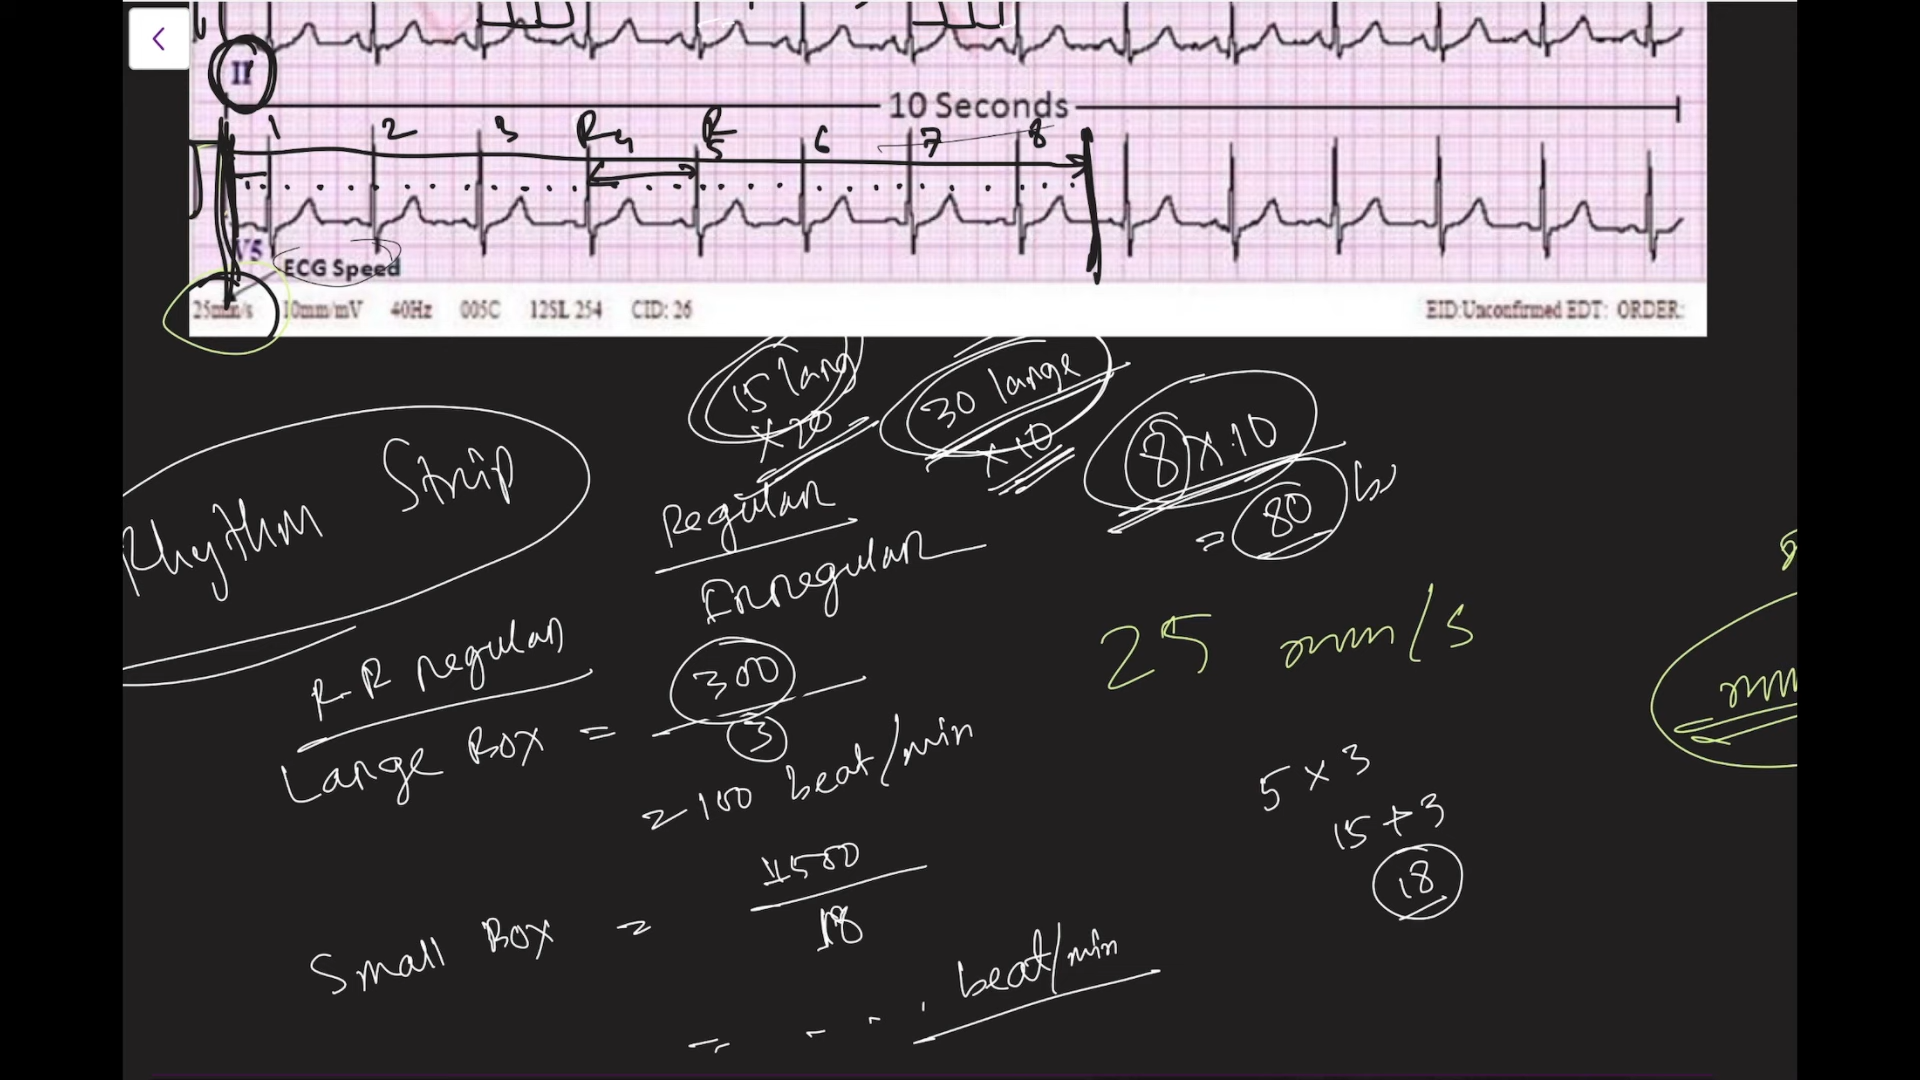 II
10 Seconds
1 2 3 R4 R5 6 7 8
V5
ECG Speed
25mm/s 10mm/mV 40Hz 005C 12SL 254 CID: 26 EID:Unconfirmed EDT: ORDER:
15 large
x 20
30 large
x 10
8 x 10
= 80
Rhythm Strip
Regular
Irregular
25 mm/s
R-R regular
Large Box = 300
3
= 100 beat/min
5 x 3
15 + 3
18
Small Box = 1500
18
= - - . beat/min